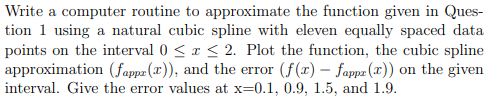 Write a computer routine to approximate the function given in Ques-
tion 1 using a natural cubic spline with eleven equally spaced data
points on the interval 0 ≤ x ≤ 2. Plot the function, the cubic spline
approximation (f_{appx}(x)), and the error (f(x) − f_{appx}(x)) on the given
interval. Give the error values at x=0.1, 0.9, 1.5, and 1.9.